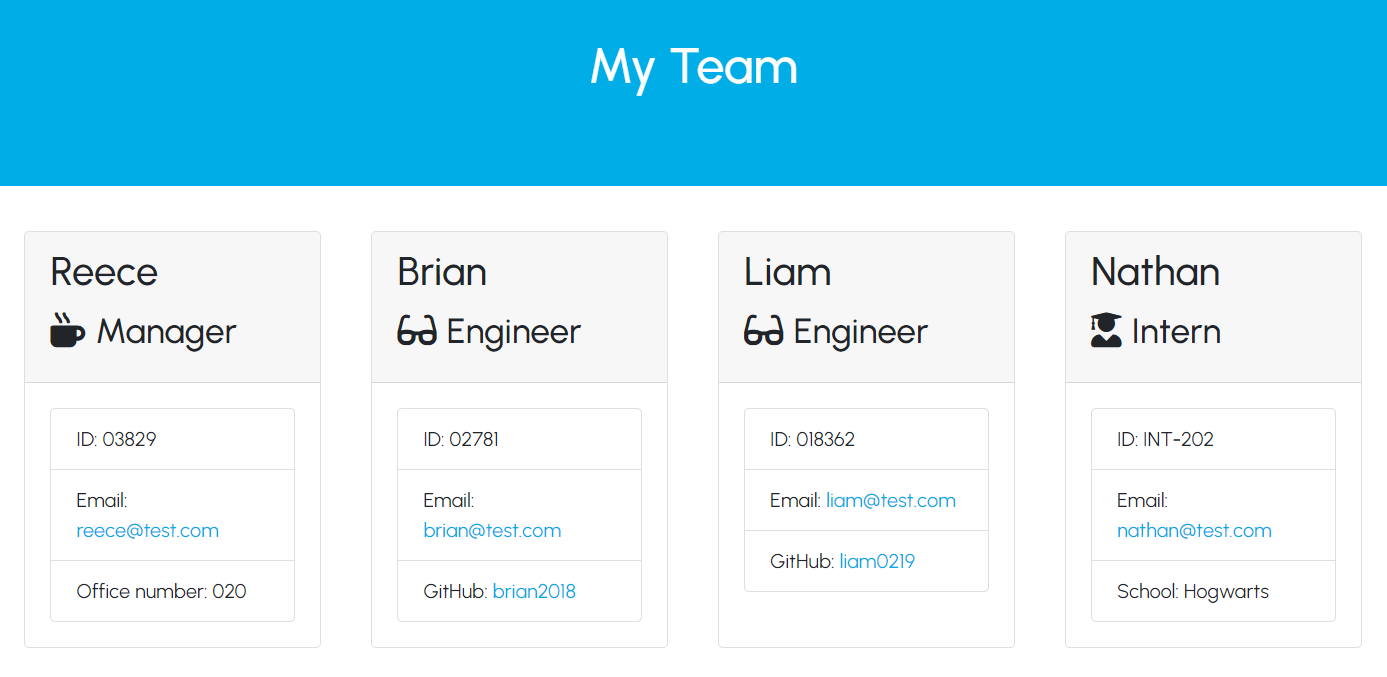 My Team
Reece
Manager
ID: 03829
Email:
reece@test.com
Office number: 020
Brian
Engineer
ID: 02781
Email:
brian@test.com
GitHub: brian2018
Liam
Engineer
ID: 018362
Email: liam@test.com
GitHub: liam0219
Nathan
Intern
ID: INT-202
Email:
nathan@test.com
School: Hogwarts